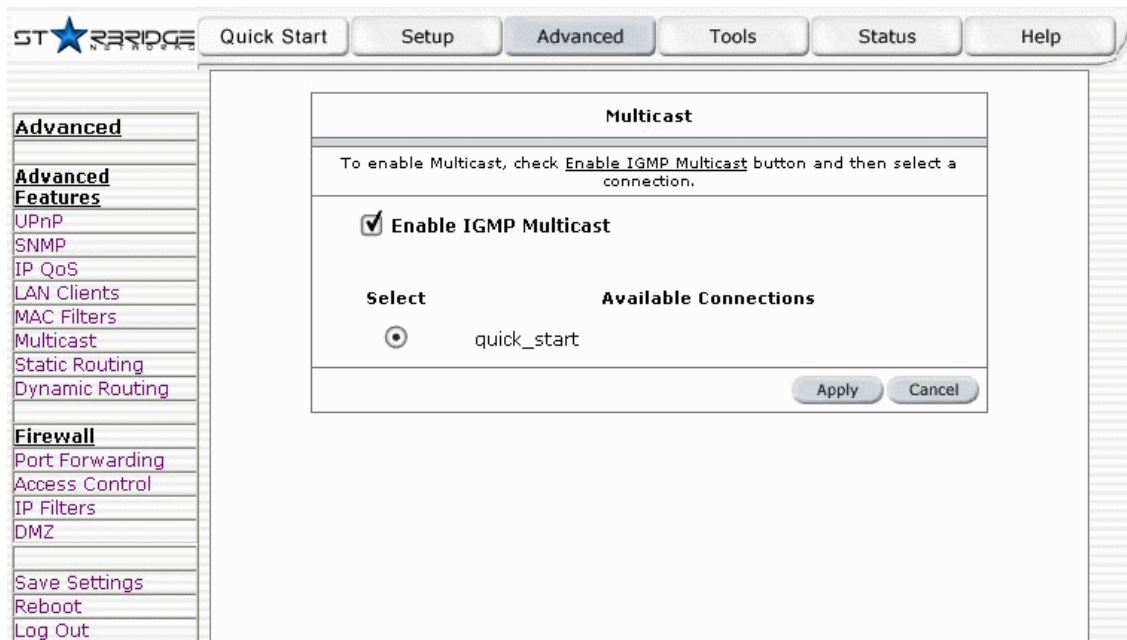 STARBRIDGE
NETWORKS
Quick Start
Setup
Advanced
Tools
Status
Help
Advanced
Advanced
Features
UPnP
SNMP
IP QoS
LAN Clients
MAC Filters
Multicast
Static Routing
Dynamic Routing
Firewall
Port Forwarding
Access Control
IP Filters
DMZ
Save Settings
Reboot
Log Out
Multicast
To enable Multicast, check Enable IGMP Multicast button and then select a
connection.
Enable IGMP Multicast
Select Available Connections
quick_start
Apply Cancel